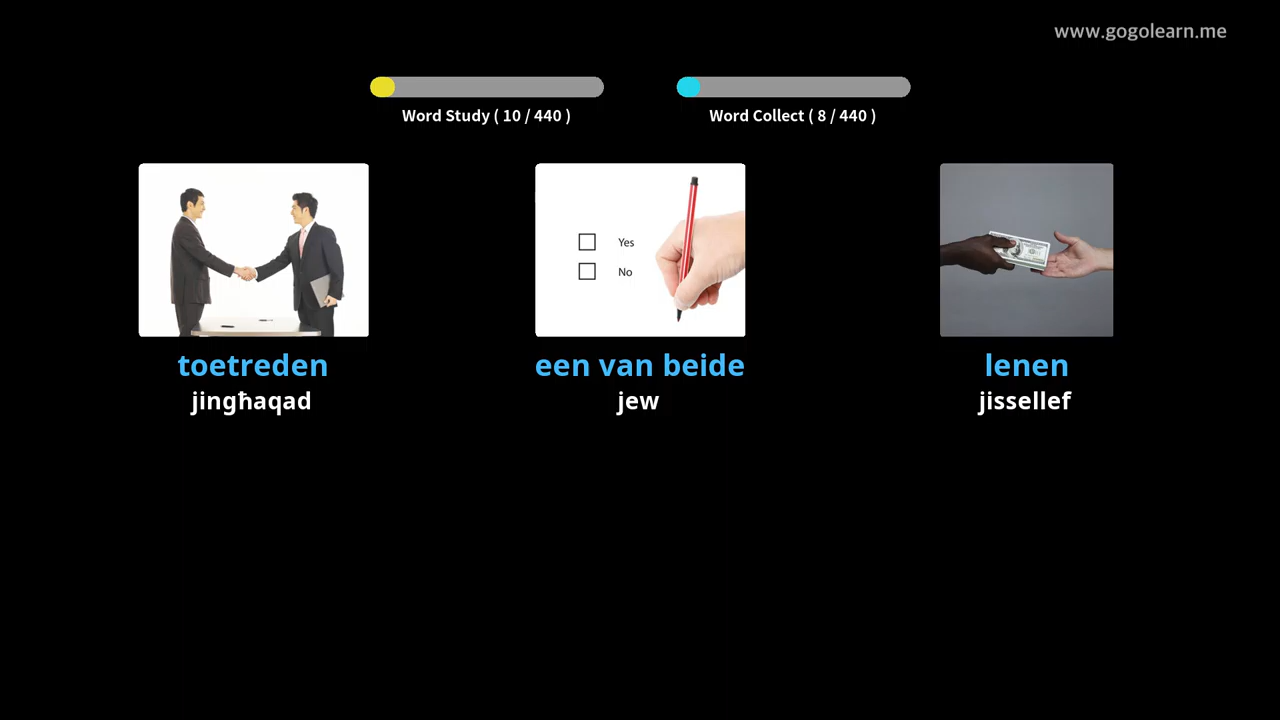 www.gogolearn.me
Word Study ( 10 / 440 )
Word Collect ( 8 / 440 )
Yes
No
toetreden
een van beide
lenen
jingħaqad
jew
jissellef